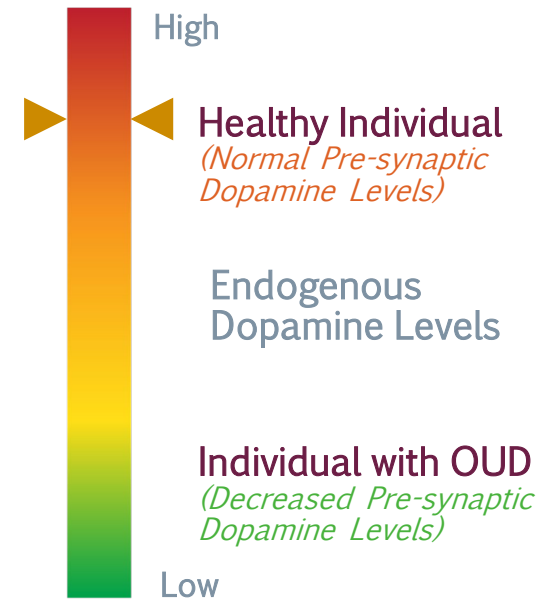 High
Healthy Individual
(Normal Pre-synaptic
Dopamine Levels)
Endogenous
Dopamine Levels
Individual with OUD
(Decreased Pre-synaptic
Dopamine Levels)
Low